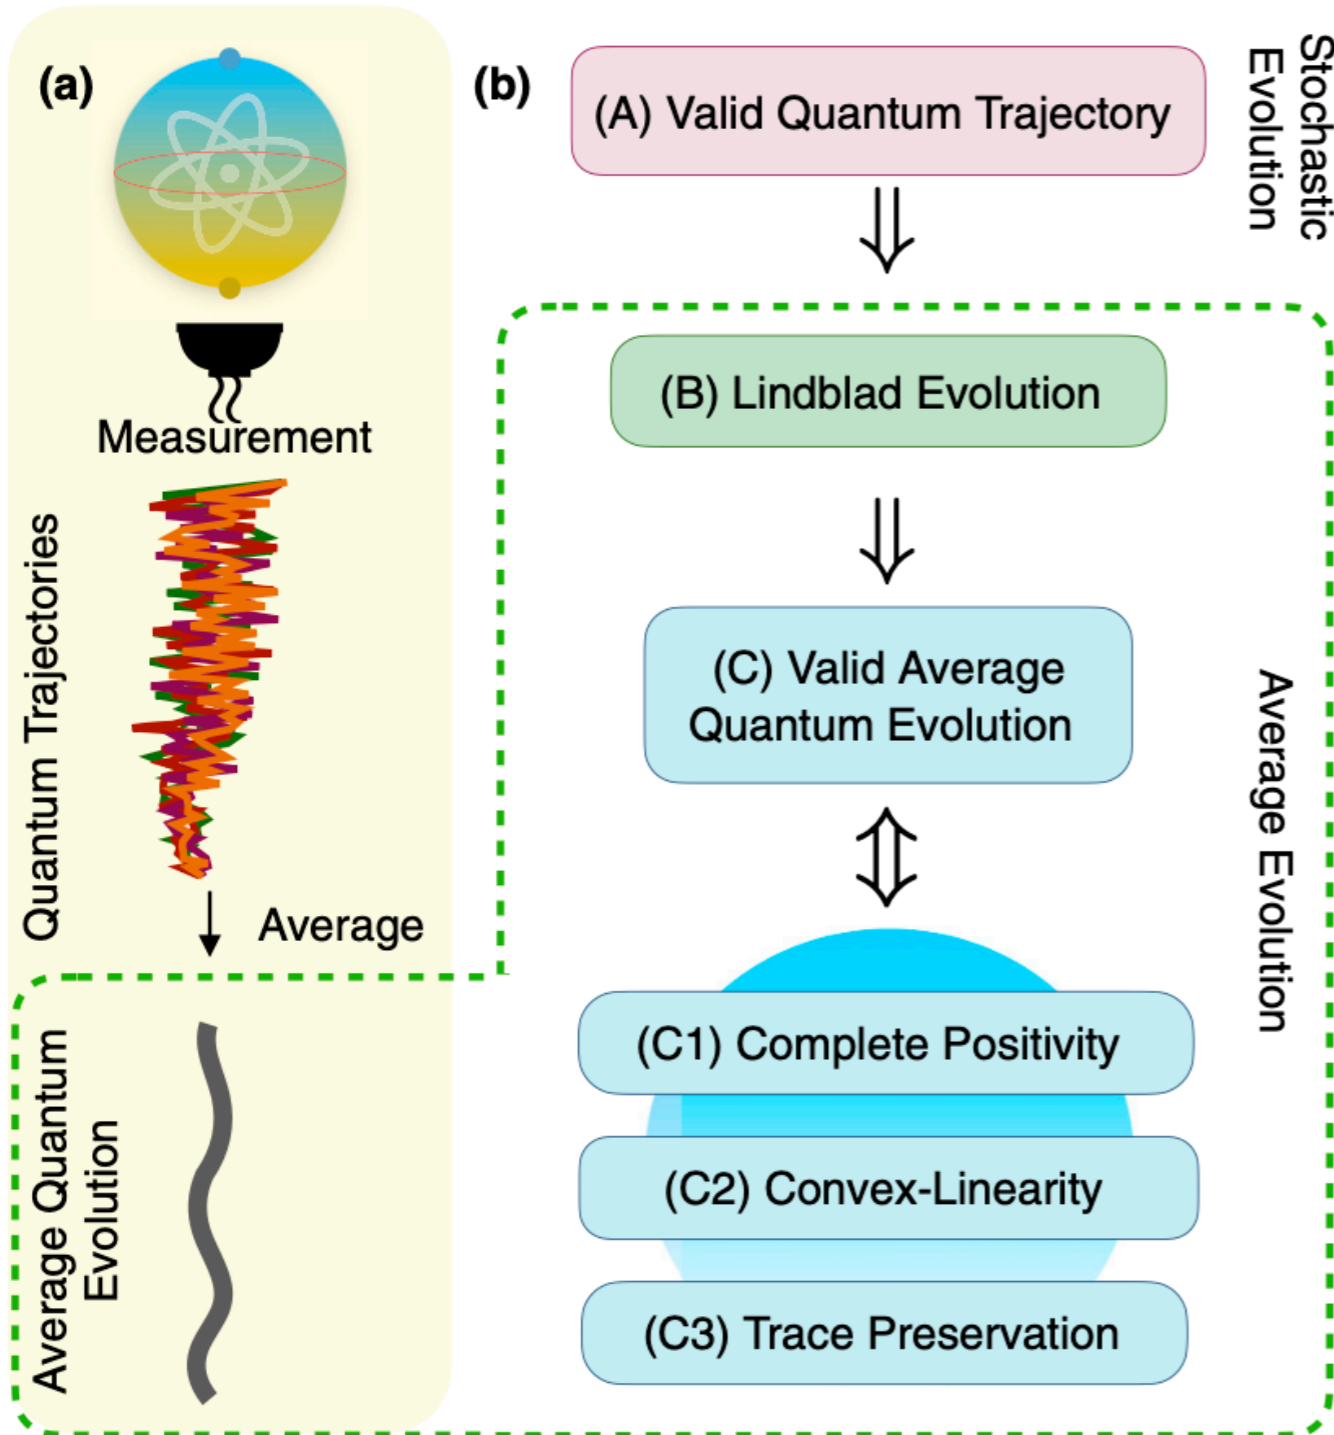 (a)
Measurement
Quantum Trajectories
Average
Average Quantum
Evolution
(b)
(A) Valid Quantum Trajectory
Stochastic
Evolution
(B) Lindblad Evolution
(C) Valid Average
Quantum Evolution
Average Evolution
(C1) Complete Positivity
(C2) Convex-Linearity
(C3) Trace Preservation